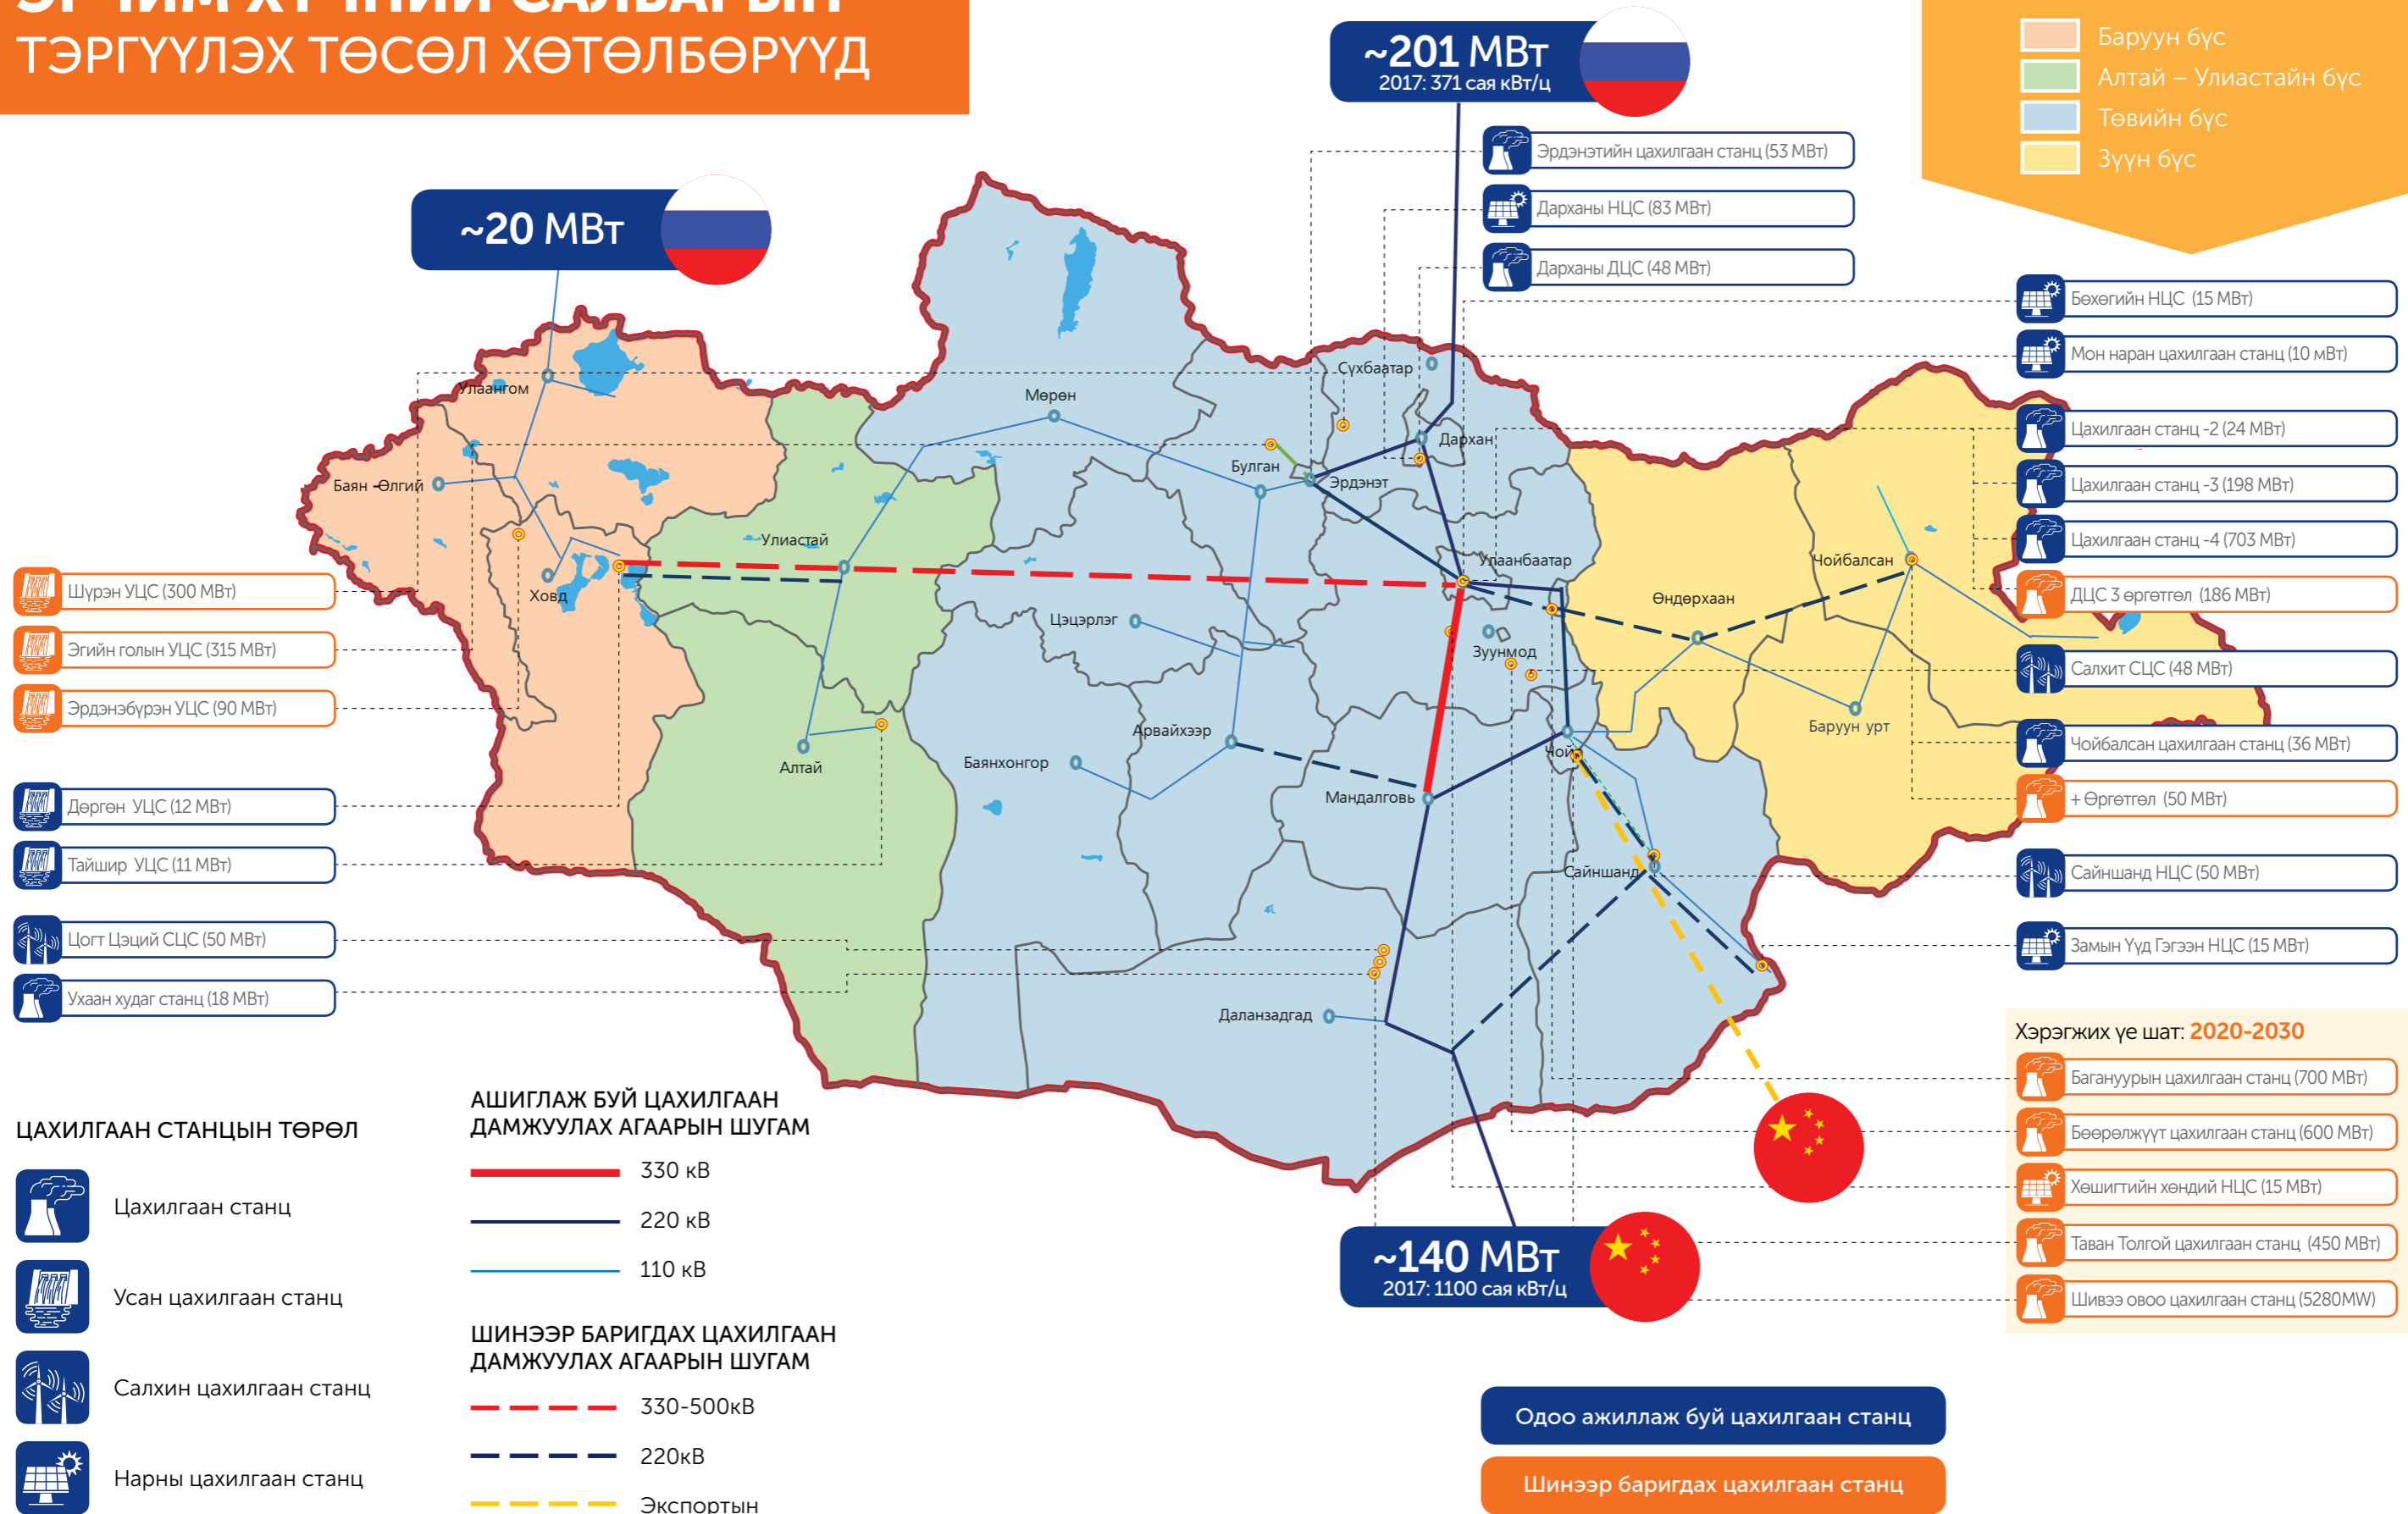 ЭРЧИМ ХҮЧНИЙ САЛБАРЫН
ТЭРГҮҮЛЭХ ТӨСӨЛ ХӨТӨЛБӨРҮҮД
~201 МВт
2017: 371 сая кВт/ц
~20 МВт
Баруун бүс
Алтай – Улиастайн бүс
Төвийн бүс
Зүүн бүс
Эрдэнэтийн цахилгаан станц (53 МВт)
Дарханы НЦС (83 МВт)
Дарханы ДЦС (48 МВт)
Бөхөгийн НЦС (15 МВт)
Мон наран цахилгаан станц (10 мВт)
Цахилгаан станц -2 (24 МВт)
Цахилгаан станц -3 (198 МВт)
Цахилгаан станц -4 (703 МВт)
ДЦС 3 өргөтгөл (186 МВт)
Салхит СЦС (48 МВт)
Чойбалсан цахилгаан станц (36 МВт)
+ Өргөтгөл (50 МВт)
Сайншанд НЦС (50 МВт)
Замын Үүд Гэгээн НЦС (15 МВт)
Хэрэгжих үе шат: 2020-2030
Багануурын цахилгаан станц (700 МВт)
Бөөрөлжүүт цахилгаан станц (600 МВт)
Хөшигтийн хөндий НЦС (15 МВт)
Таван Толгой цахилгаан станц (450 МВт)
Шивээ овоо цахилгаан станц (5280MW)
Шүрэн УЦС (300 МВт)
Эгийн голын УЦС (315 МВт)
Эрдэнэбүрэн УЦС (90 МВт)
Дөргөн УЦС (12 МВт)
Тайшир УЦС (11 МВт)
Цогт Цэций СЦС (50 МВт)
Ухаан худаг станц (18 МВт)
Улаангом
Баян -Өлгий
Ховд
Улиастай
Алтай
Мөрөн
Булган
Эрдэнэт
Сүхбаатар
Дархан
Улаанбаатар
Цэцэрлэг
Зуунмод
Өндөрхаан
Чойбалсан
Баруун урт
Арвайхээр
Баянхонгор
Мандалговь
Чойр
Сайншанд
Даланзадгад
~140 МВт
2017: 1100 сая кВт/ц
ЦАХИЛГААН СТАНЦЫН ТӨРӨЛ
Цахилгаан станц
Усан цахилгаан станц
Салхин цахилгаан станц
Нарны цахилгаан станц
АШИГЛАЖ БУЙ ЦАХИЛГААН
ДАМЖУУЛАХ АГААРЫН ШУГАМ
330 кВ
220 кВ
110 кВ
ШИНЭЭР БАРИГДАХ ЦАХИЛГААН
ДАМЖУУЛАХ АГААРЫН ШУГАМ
330-500кВ
220кВ
Экспортын
Одоо ажиллаж буй цахилгаан станц
Шинээр баригдах цахилгаан станц